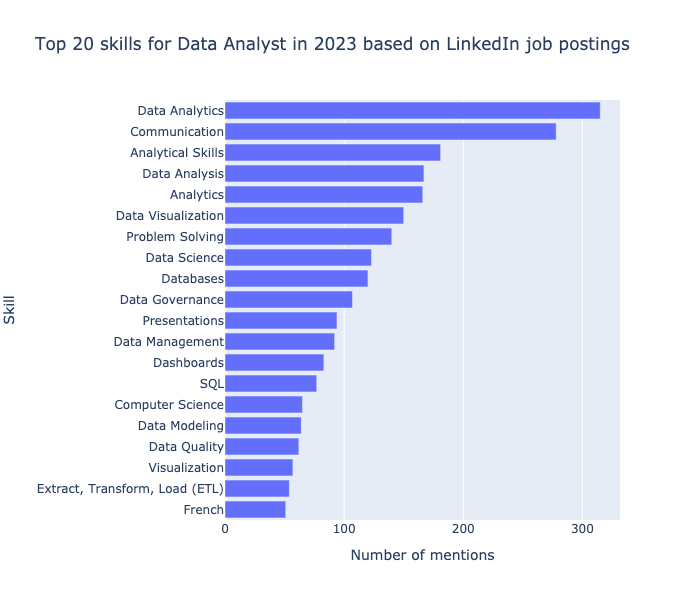 Top 20 skills for Data Analyst in 2023 based on LinkedIn job postings
Data Analytics
Communication
Analytical Skills
Data Analysis
Analytics
Data Visualization
Problem Solving
Data Science
Databases
Data Governance
Presentations
Data Management
Dashboards
SQL
Computer Science
Data Modeling
Data Quality
Visualization
Extract, Transform, Load (ETL)
French
Skill
0 100 200 300
Number of mentions